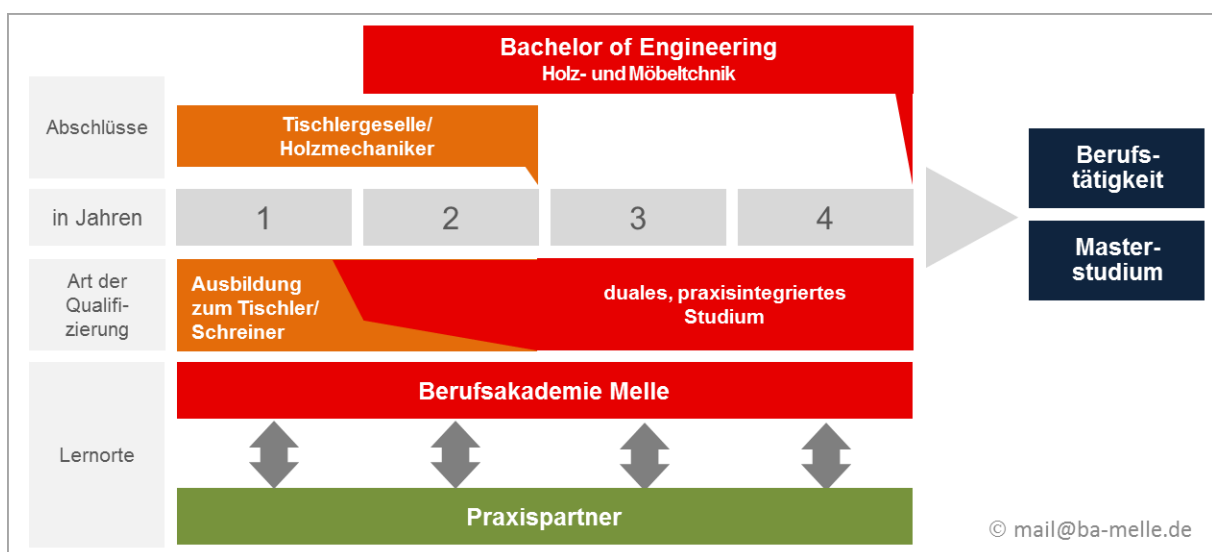 Bachelor of Engineering
Holz- und Möbeltchnik
Abschlüsse
Tischlergeselle/
Holzmechaniker
Berufs-
tätigkeit
in Jahren
1
2
3
4
Master-
studium
Art der
Qualifi-
zierung
Ausbildung
zum Tischler/
Schreiner
duales, praxisintegriertes
Studium
Lernorte
Berufsakademie Melle
Praxispartner
© mail@ba-melle.de